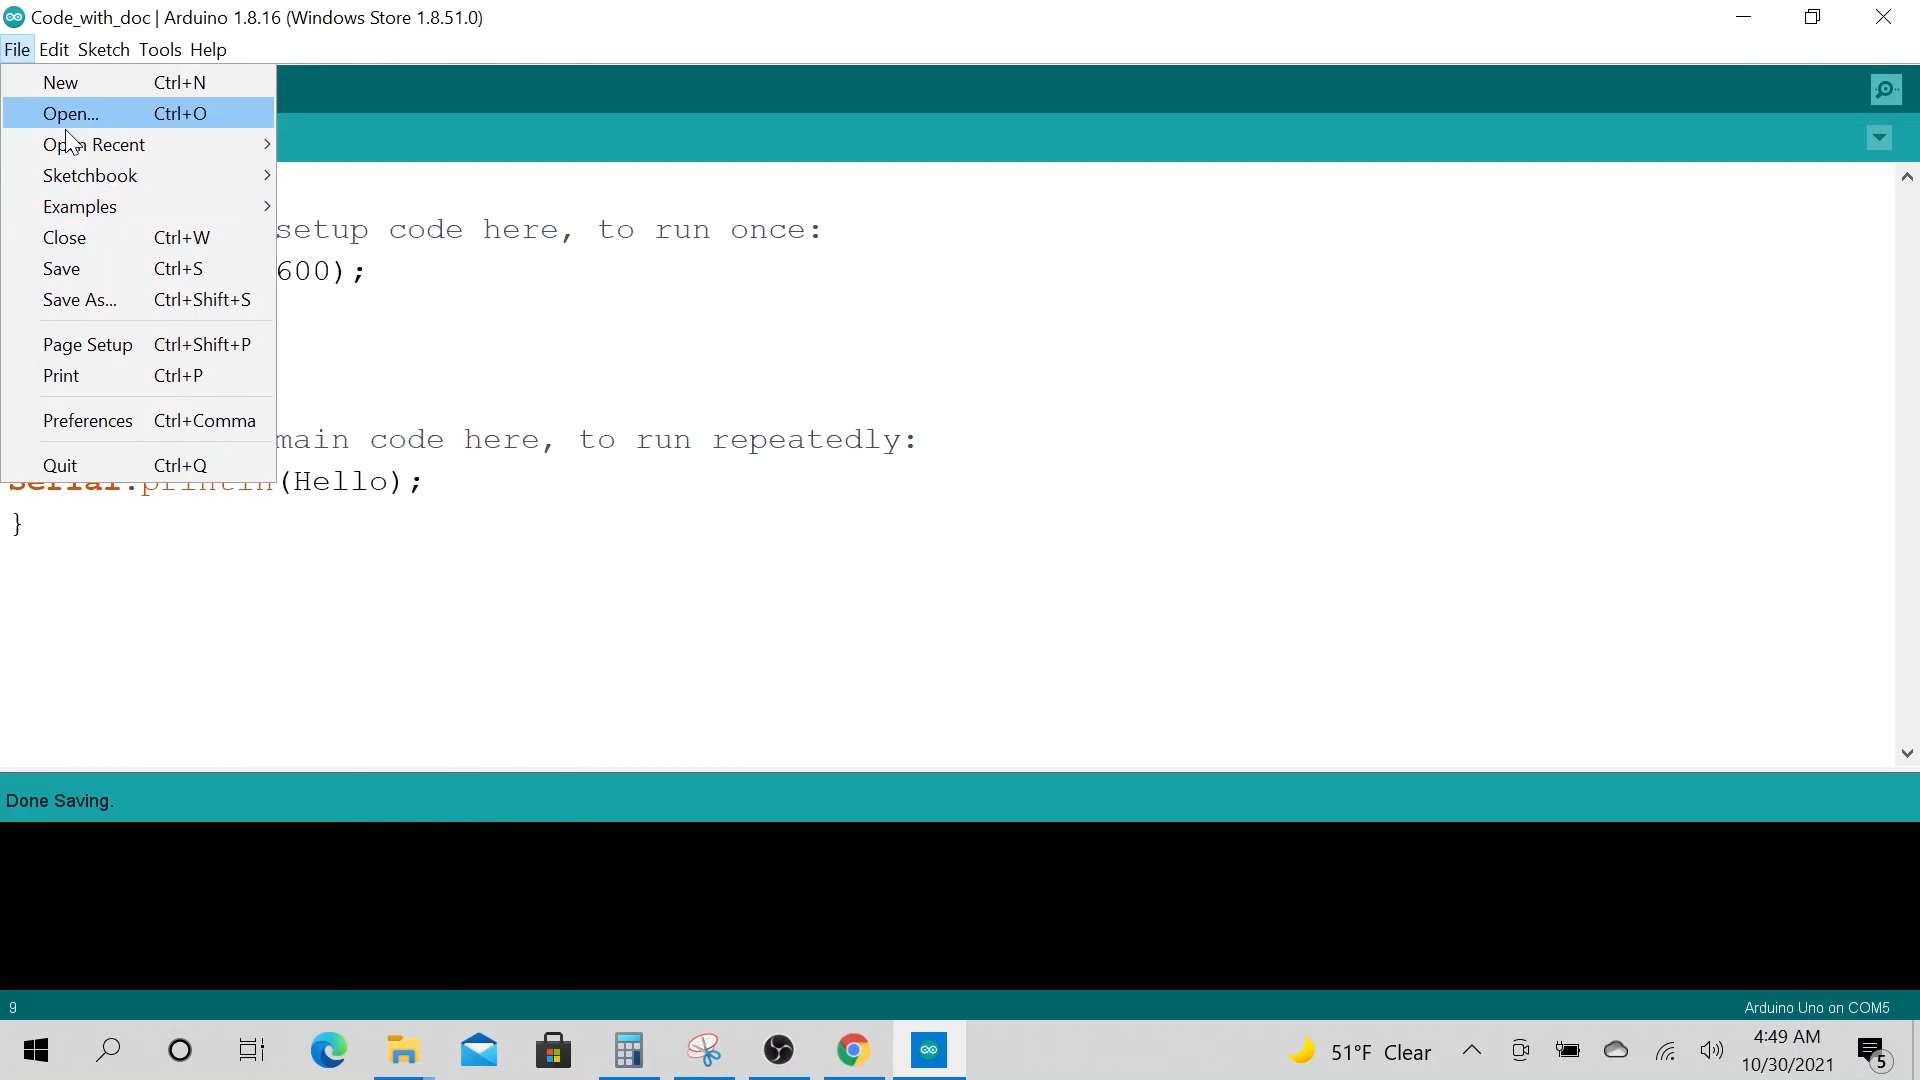 Code_with_doc | Arduino 1.8.16 (Windows Store 1.8.51.0)
File Edit Sketch Tools Help
New Ctrl+N
Open... Ctrl+O
Open Recent
Sketchbook
Examples
Close Ctrl+W
Save Ctrl+S
Save As... Ctrl+Shift+S
Page Setup Ctrl+Shift+P
Print Ctrl+P
Preferences Ctrl+Comma
Quit Ctrl+Q
setup code here, to run once:
600);
main code here, to run repeatedly:
Serial.println(Hello);
}
Done Saving.
9
Arduino Uno on COM5
51°F Clear
4:49 AM
10/30/2021
5